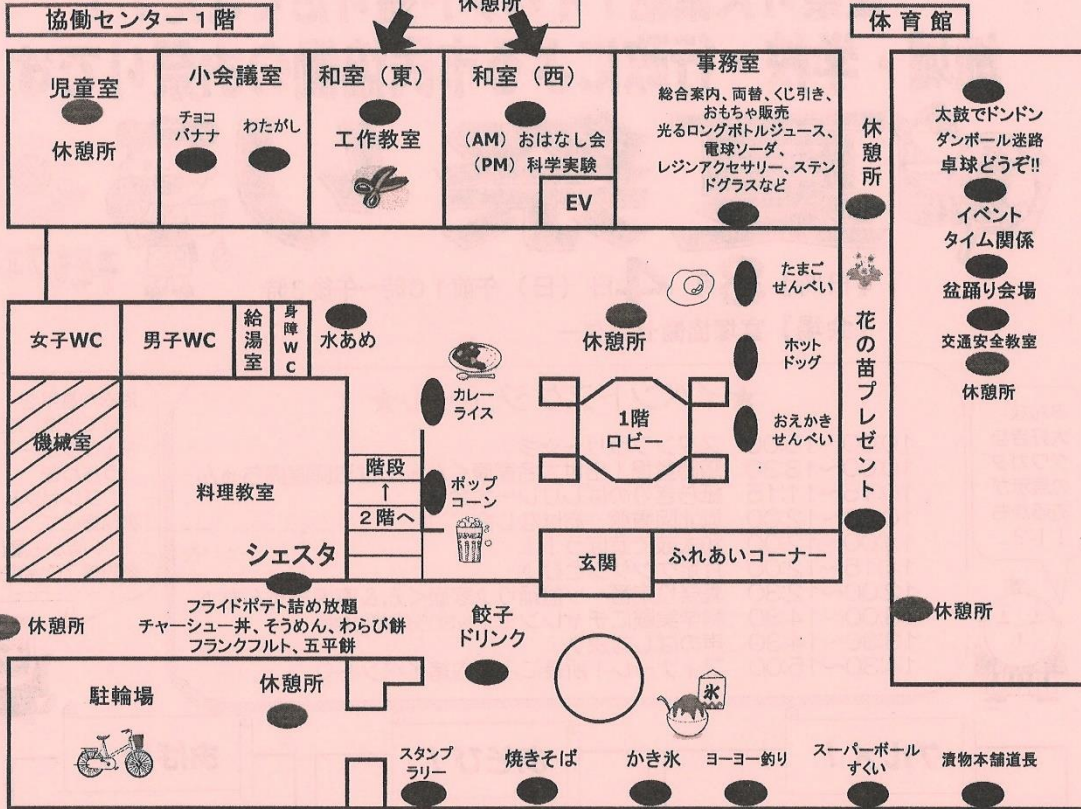 休憩所
協働センター1階
体育館
児童室
休憩所
小会議室
チョコ
バナナ
わたがし
和室（東）
工作教室
和室（西）
（AM）おはなし会
（PM）科学実験
EV
事務室
総合案内、両替、くじ引き、
おもちゃ販売
光るロングボトルジュース、
電球ソーダ、
レジンアクセサリー、ステン
ドグラスなど
休憩所
花の苗プレゼント
太鼓でドンドン
ダンボール迷路
卓球どうぞ!!
イベント
タイム関係
盆踊り会場
交通安全教室
休憩所
女子WC
男子WC
給湯室
身障WC
水あめ
休憩所
たまご
せんべい
ホット
ドッグ
おえかき
せんべい
カレー
ライス
1階
ロビー
機械室
料理教室
階段
↑
2階へ
ポップ
コーン
シェスタ
玄関
ふれあいコーナー
休憩所
フライドポテト詰め放題
チャーシュー丼、そうめん、わらび餅
フランクフルト、五平餅
餃子
ドリンク
休憩所
駐輪場
休憩所
氷
スタンプ
ラリー
焼きそば
かき氷
ヨーヨー釣り
スーパーボール
すくい
漬物本舗道長